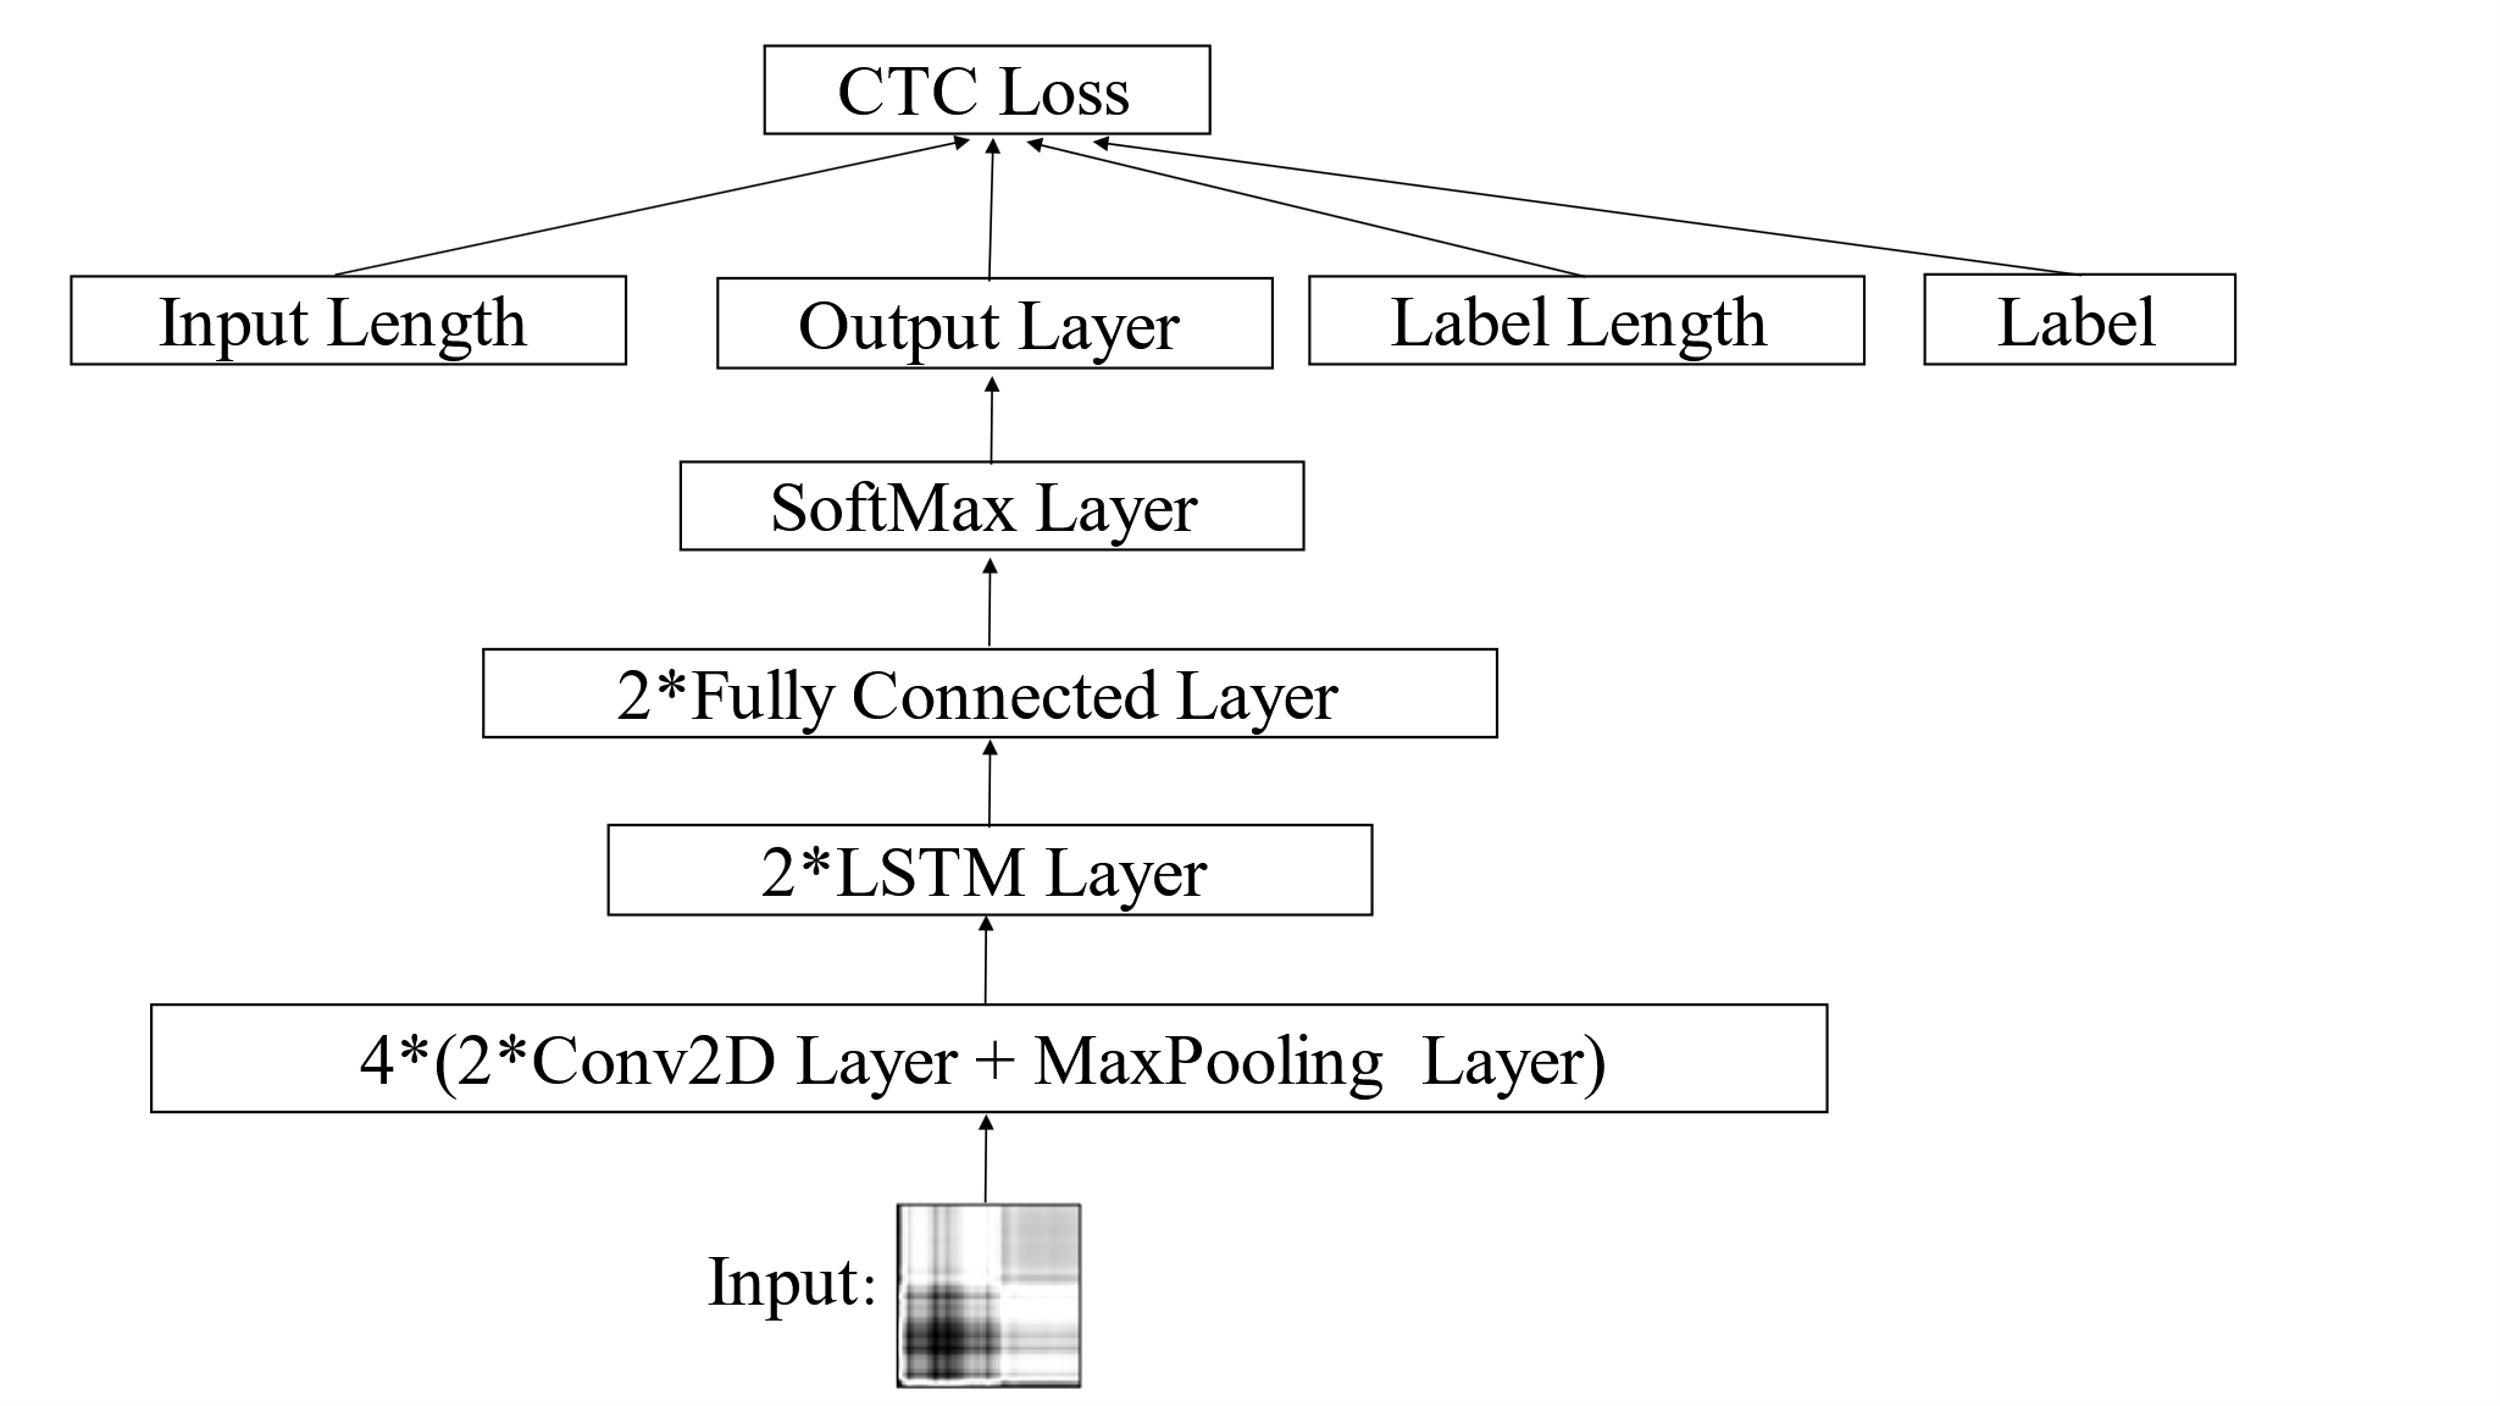 CTC Loss
Input Length
Output Layer
Label Length
Label
SoftMax Layer
2*Fully Connected Layer
2*LSTM Layer
4*(2*Conv2D Layer + MaxPooling Layer)
Input: